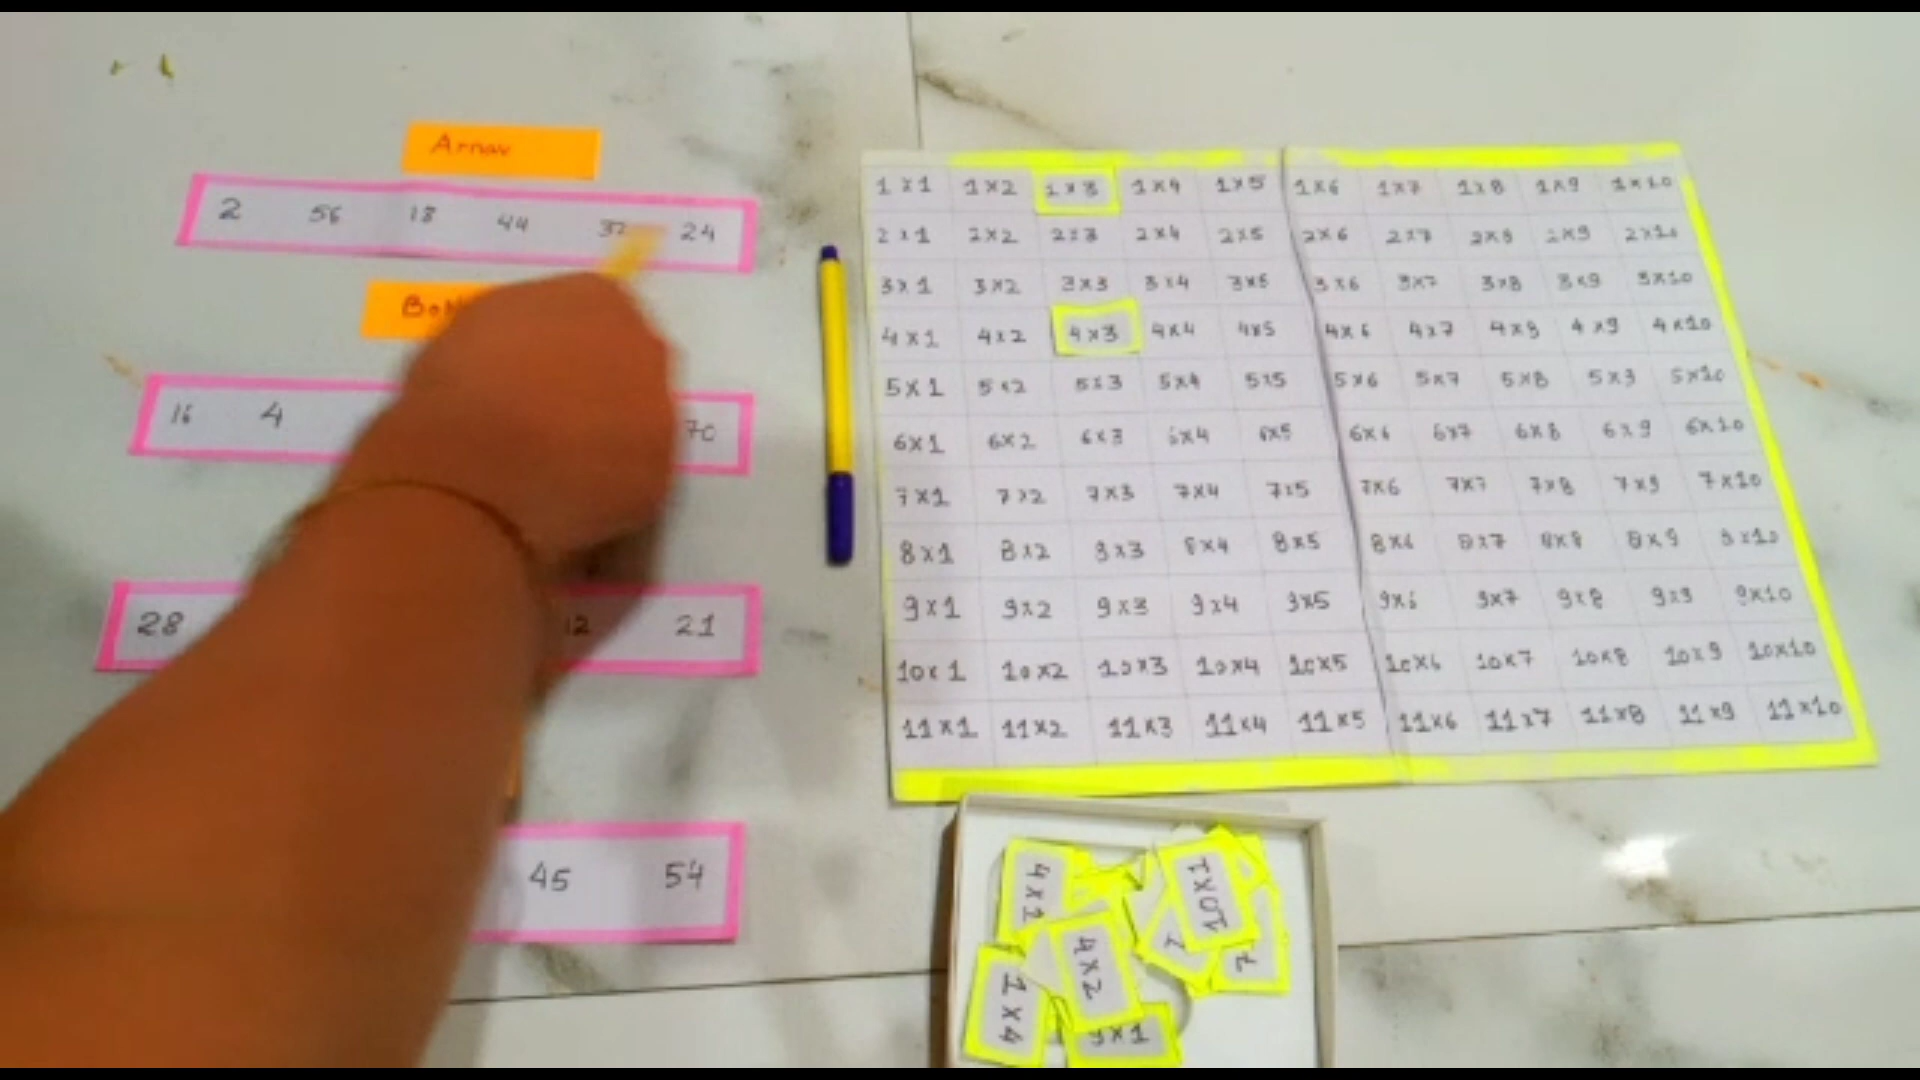 Arnav
2 56 18 44 32 24
16 4 70
28 12 21
45 54
1x1 1x2 1x3 1x4 1x5 1x6 1x7 1x8 1x9 1x10
2x1 2x2 2x3 2x4 2x5 2x6 2x7 2x8 2x9 2x10
3x1 3x2 3x3 3x4 3x5 3x6 3x7 3x8 3x9 3x10
4x1 4x2 4x3 4x4 4x5 4x6 4x7 4x8 4x9 4x10
5x1 5x2 5x3 5x4 5x5 5x6 5x7 5x8 5x9 5x10
6x1 6x2 6x3 6x4 6x5 6x6 6x7 6x8 6x9 6x10
7x1 7x2 7x3 7x4 7x5 7x6 7x7 7x8 7x9 7x10
8x1 8x2 8x3 8x4 8x5 8x6 8x7 8x8 8x9 8x10
9x1 9x2 9x3 9x4 9x5 9x6 9x7 9x8 9x9 9x10
10x1 10x2 10x3 10x4 10x5 10x6 10x7 10x8 10x9 10x10
11x1 11x2 11x3 11x4 11x5 11x6 11x7 11x8 11x9 11x10
4x1
10x1
4x2
1x4
9x1